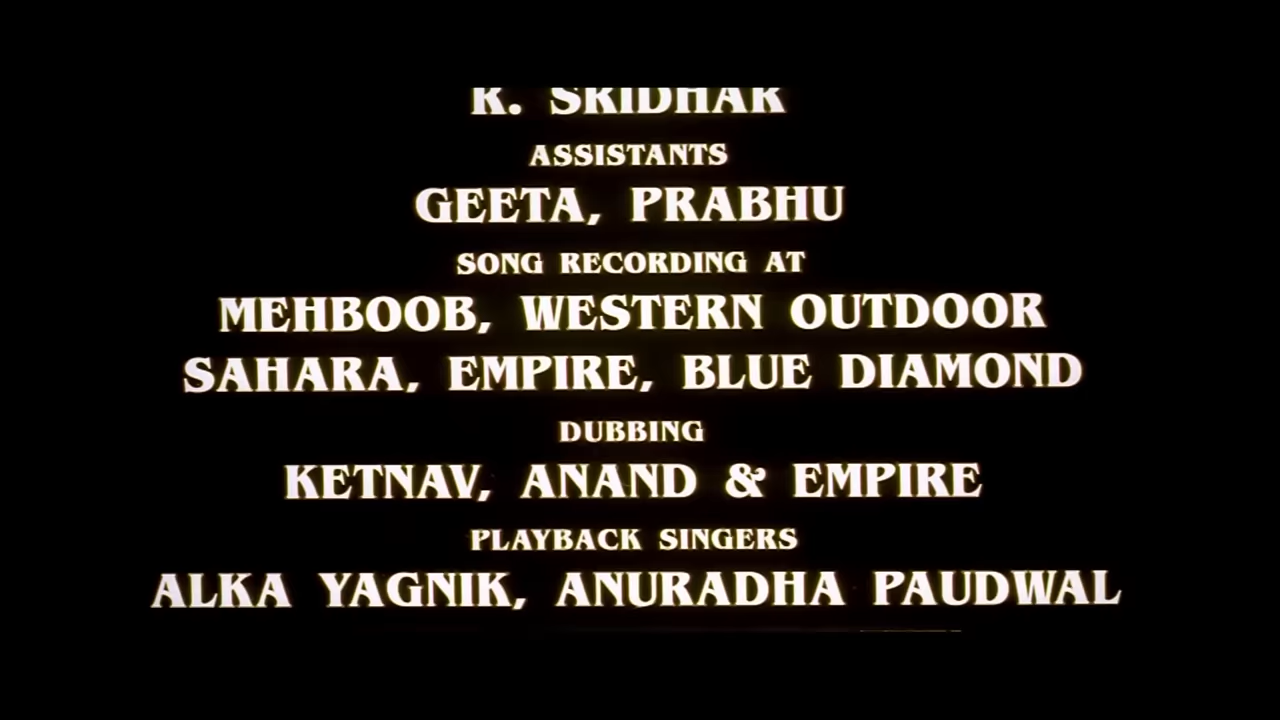 K. SRIDHAR
ASSISTANTS
GEETA, PRABHU
SONG RECORDING AT
MEHBOOB, WESTERN OUTDOOR
SAHARA, EMPIRE, BLUE DIAMOND
DUBBING
KETNAV, ANAND & EMPIRE
PLAYBACK SINGERS
ALKA YAGNIK, ANURADHA PAUDWAL